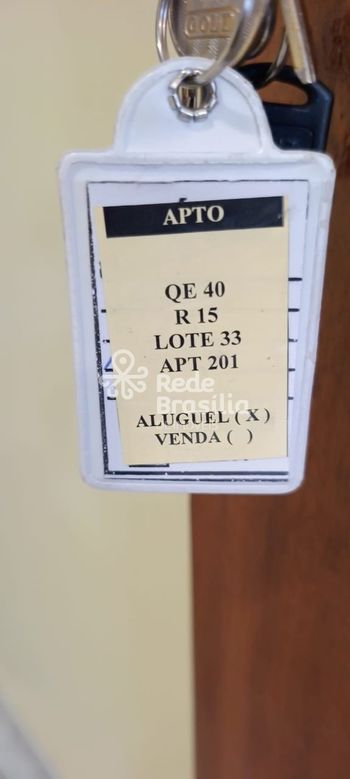 GOLD
APTO
QE 40
R 15
LOTE 33
APT 201
Rede
Brasília
ALUGUEL ( X )
VENDA ( )